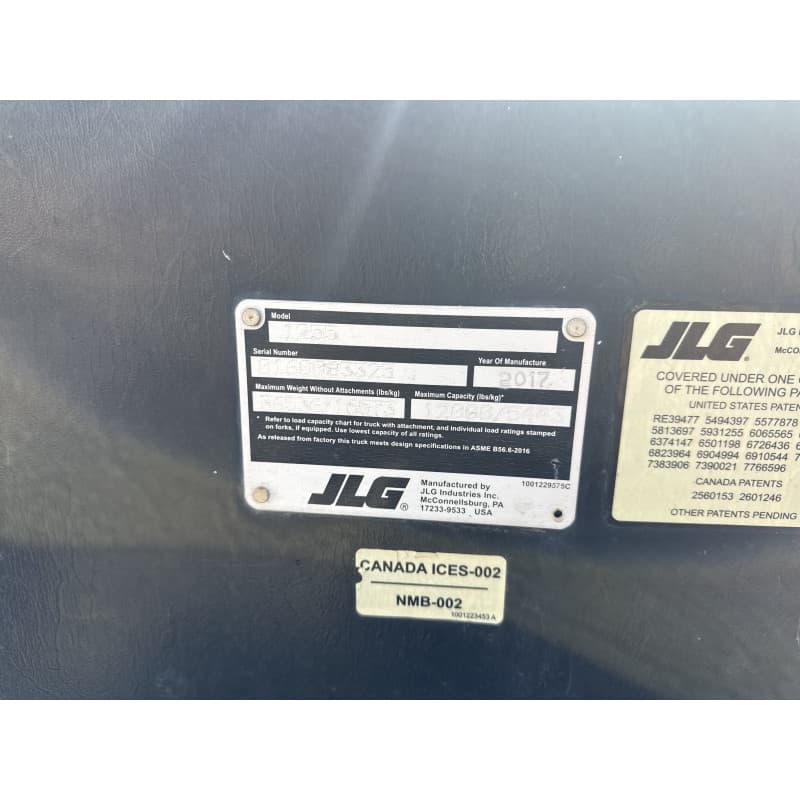 Model
1255
Serial Number
Year Of Manufacture
2017
Maximum Weight Without Attachments (lbs/kg)
Maximum Capacity (lbs/kg)*
12000/5443
* Refer to load capacity chart for truck with attachment, and individual load ratings stamped
on forks, if equipped. Use lowest capacity of all ratings.
As released from factory this truck meets design specifications in ASME B56.6-2016
JLG®
Manufactured by
JLG Industries Inc.
McConnellsburg, PA
17233-9533 USA
1001229575C
CANADA ICES-002
NMB-002
1001223453 A
JLG®
JLG
COVERED UNDER ONE
OF THE FOLLOWING
UNITED STATES
RE39477 5494397 5577878
5813697 5931255 6065565
6374147 6501198 6726436
6823964 6904994 6910544
7383906 7390021 7766596
CANADA PATENTS
2560153 2601246
OTHER PATENTS PENDING